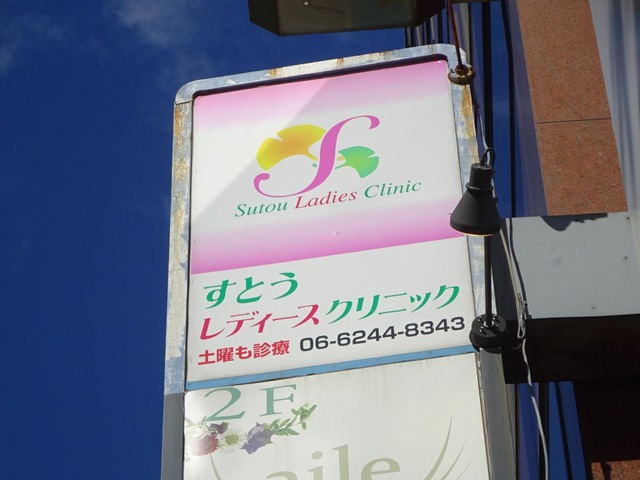 Sutou Ladies Clinic
すとう
レディースクリニック
土曜も診療 06-6244-8343
2F
aile